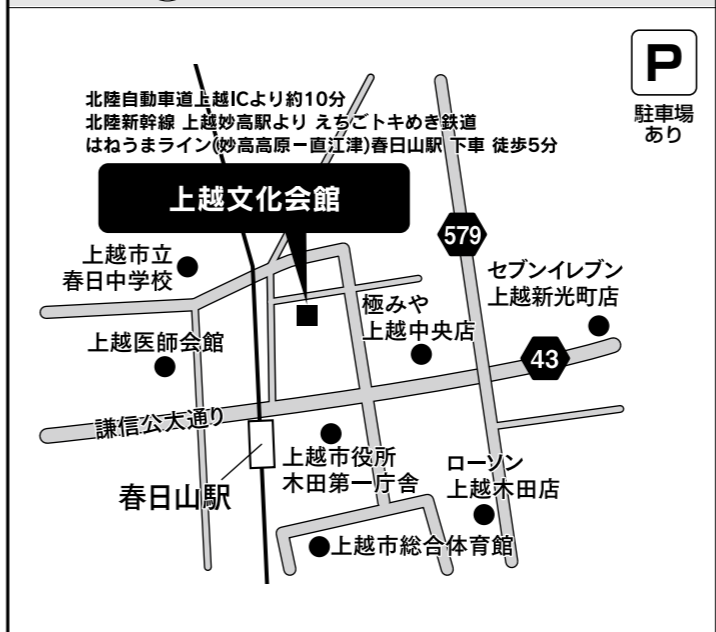 P
駐車場
あり
北陸自動車道上越ICより約10分
北陸新幹線 上越妙高駅より えちごトキめき鉄道
はねうまライン(妙高高原ー直江津)春日山駅 下車 徒歩5分
上越文化会館
579
上越市立
春日中学校
セブンイレブン
上越新光町店
極みや
上越中央店
上越医師会館
43
謙信公大通り
上越市役所
木田第一庁舎
ローソン
上越木田店
春日山駅
上越市総合体育館